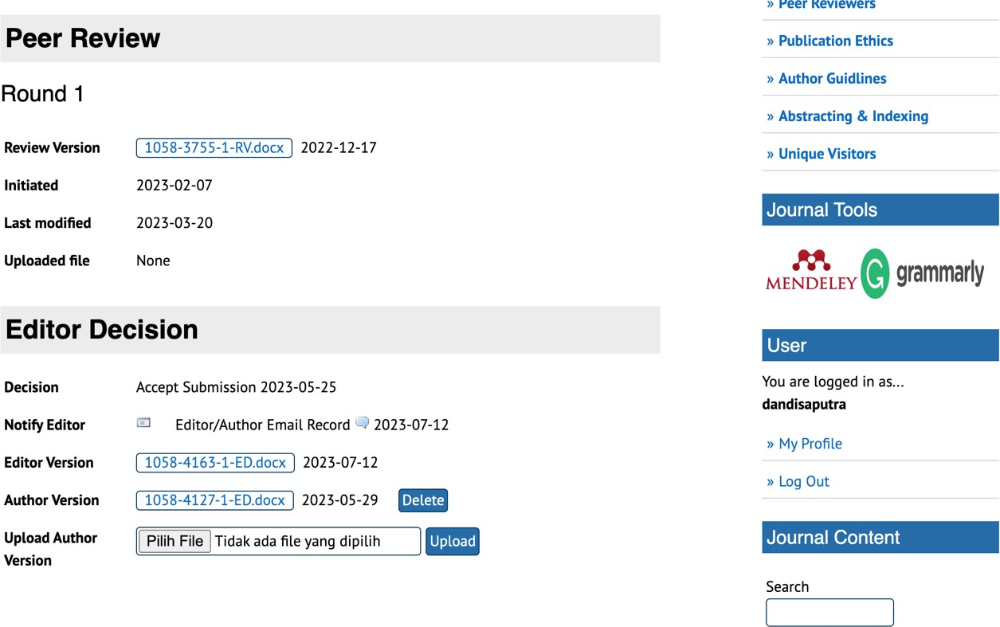 Peer Review
Round 1
Review Version 1058-3755-1-RV.docx 2022-12-17
Initiated 2023-02-07
Last modified 2023-03-20
Uploaded file None
Editor Decision
Decision Accept Submission 2023-05-25
Notify Editor Editor/Author Email Record 2023-07-12
Editor Version 1058-4163-1-ED.docx 2023-07-12
Author Version 1058-4127-1-ED.docx 2023-05-29 Delete
Upload Author Version Pilih File Tidak ada file yang dipilih Upload
» Peer Reviewers
» Publication Ethics
» Author Guidlines
» Abstracting & Indexing
» Unique Visitors
Journal Tools
MENDELEY G grammarly
User
You are logged in as...
dandisaputra
» My Profile
» Log Out
Journal Content
Search